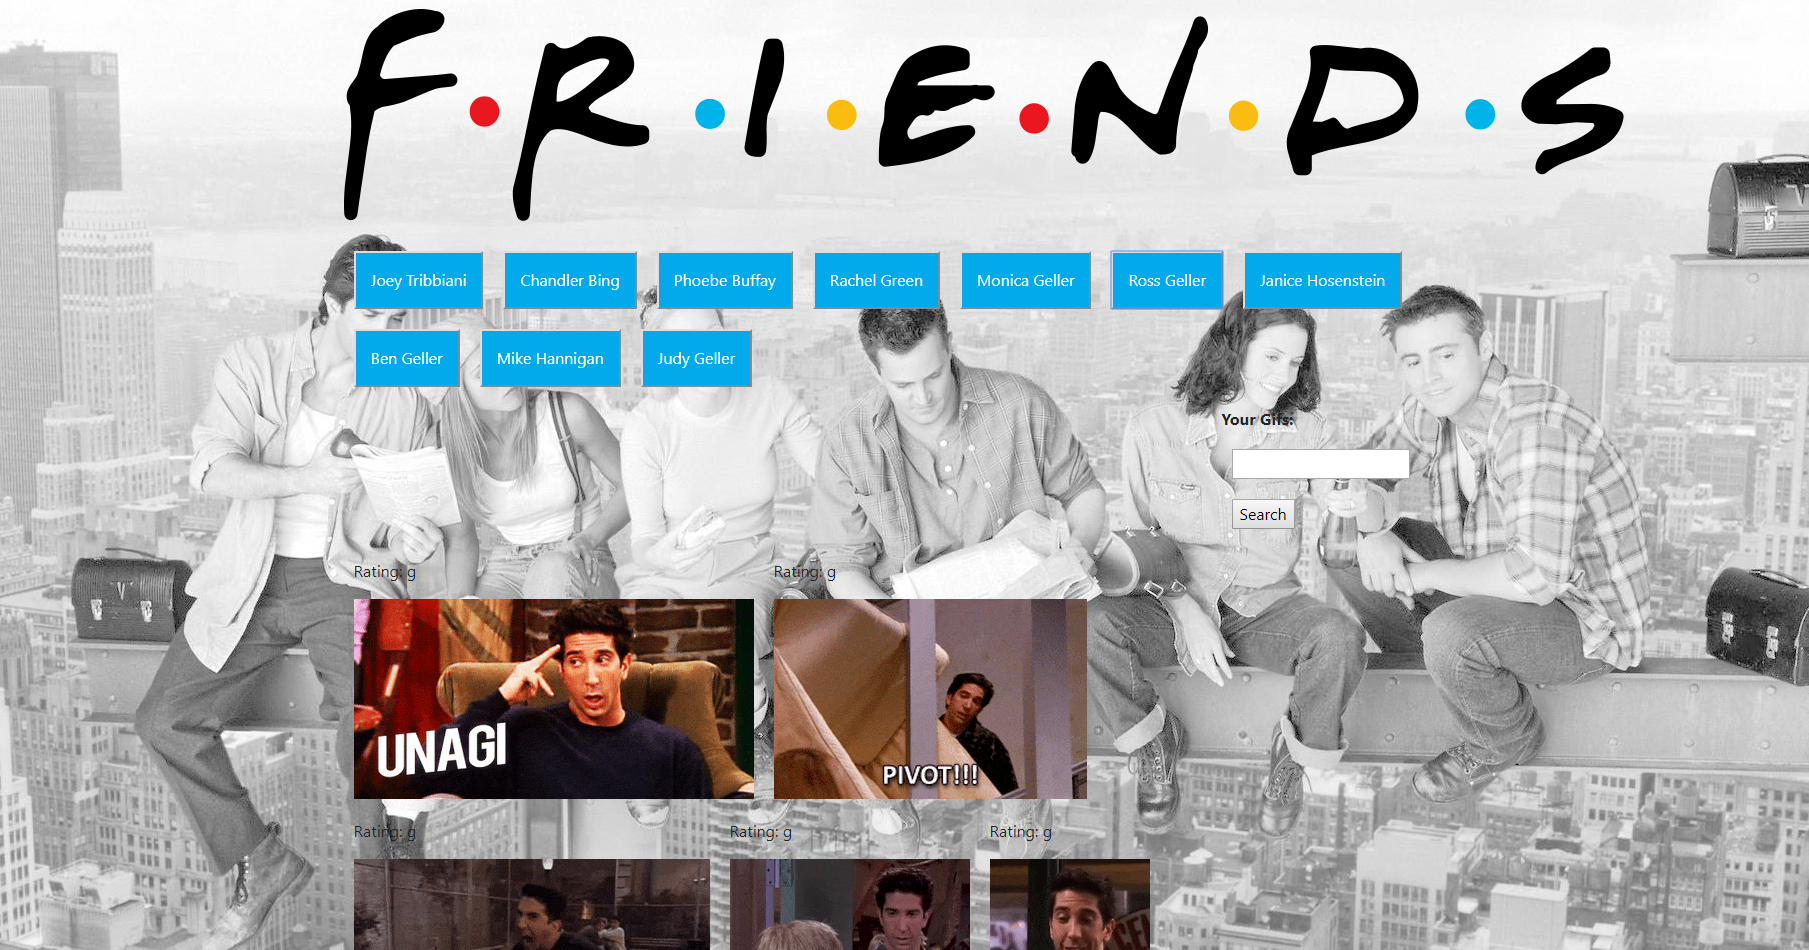 FRIENDS
Joey Tribbiani Chandler Bing Phoebe Buffay Rachel Green Monica Geller Ross Geller Janice Hosenstein
Ben Geller Mike Hannigan Judy Geller
Your Gifs:
Search
Rating: g Rating: g
UNAGI
PIVOT!!!
Rating: g Rating: g Rating: g